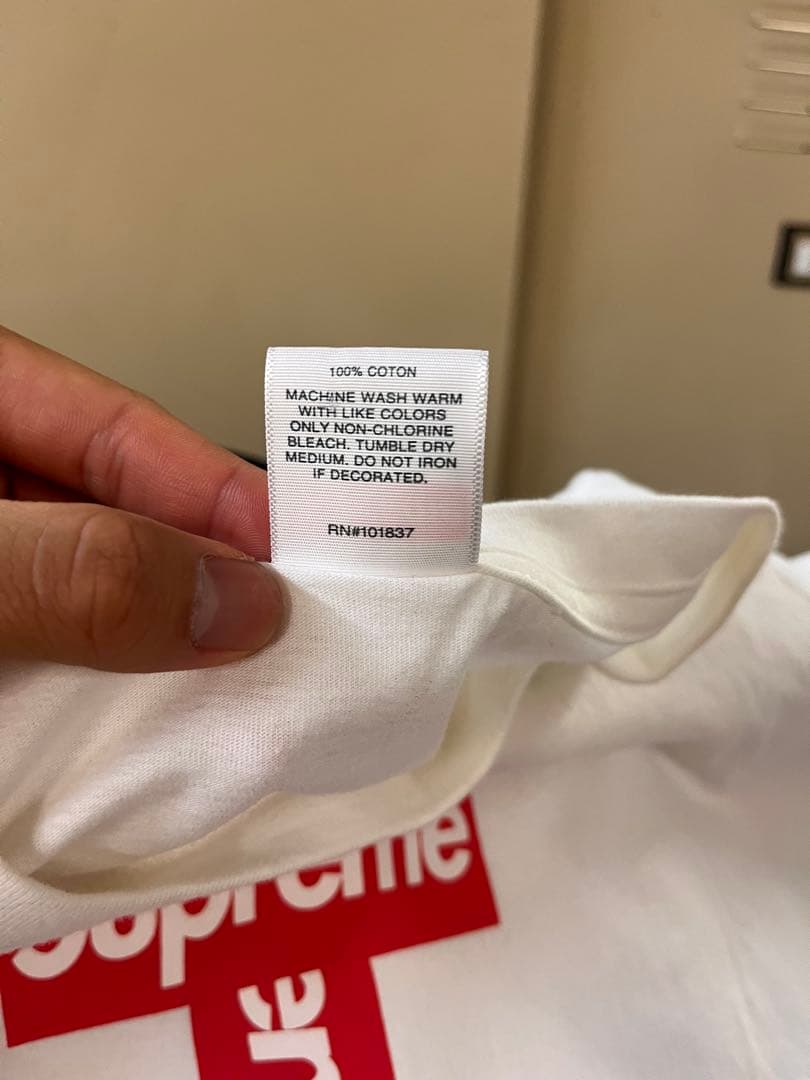 100% COTON
MACHINE WASH WARM
WITH LIKE COLORS
ONLY NON-CHLORINE
BLEACH. TUMBLE DRY
MEDIUM. DO NOT IRON
IF DECORATED.
RN#101837
Supreme